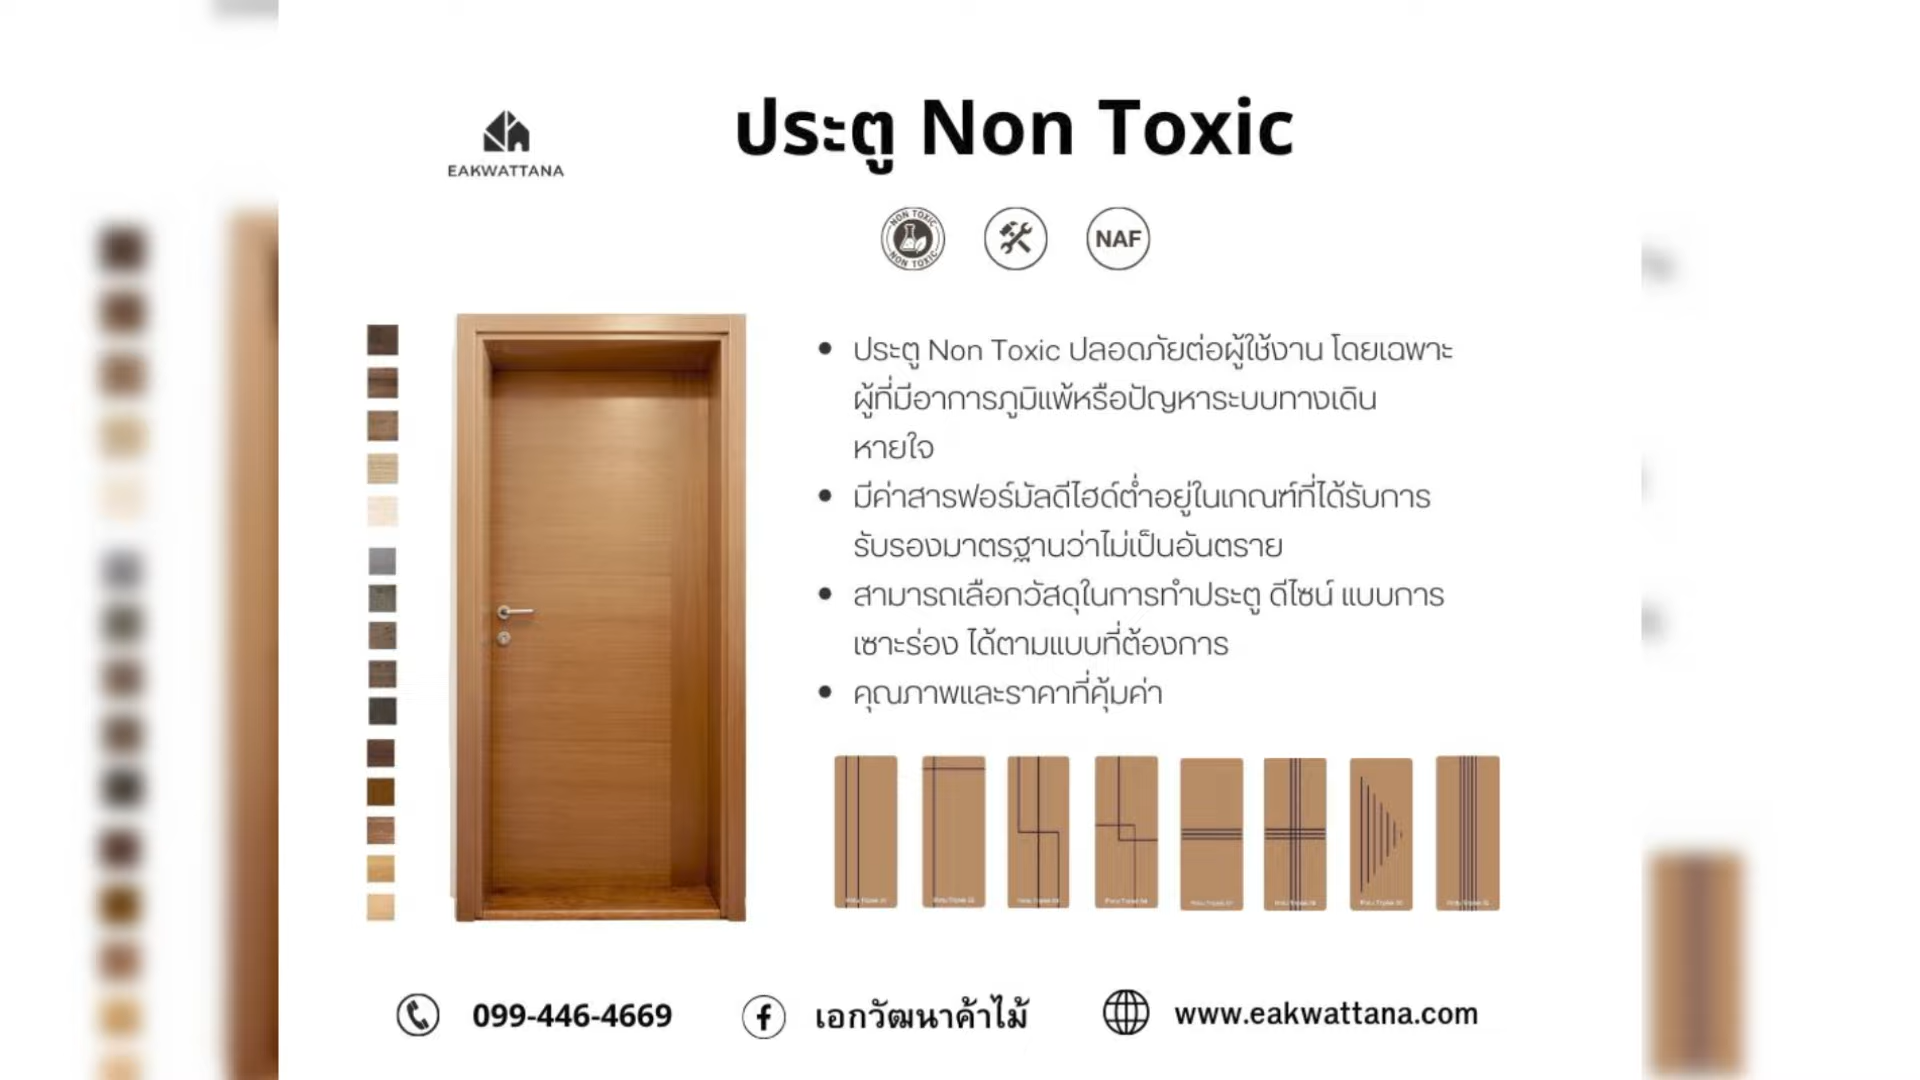 ประตู Non Toxic
EAKWATTANA
NON TOXIC
NON TOXIC
NAF
ประตู Non Toxic ปลอดภัยต่อผู้ใช้งาน โดยเฉพาะ
ผู้ที่มีอาการภูมิแพ้หรือปัญหาระบบทางเดิน
หายใจ
มีค่าสารฟอร์มัลดีไฮด์ต่ำอยู่ในเกณฑ์ที่ได้รับการ
รับรองมาตรฐานว่าไม่เป็นอันตราย
สามารถเลือกวัสดุในการทำประตู ดีไซน์ แบบการ
เซาะร่อง ได้ตามแบบที่ต้องการ
คุณภาพและราคาที่คุ้มค่า
099-446-4669
เอกวัฒนาค้าไม้
www.eakwattana.com